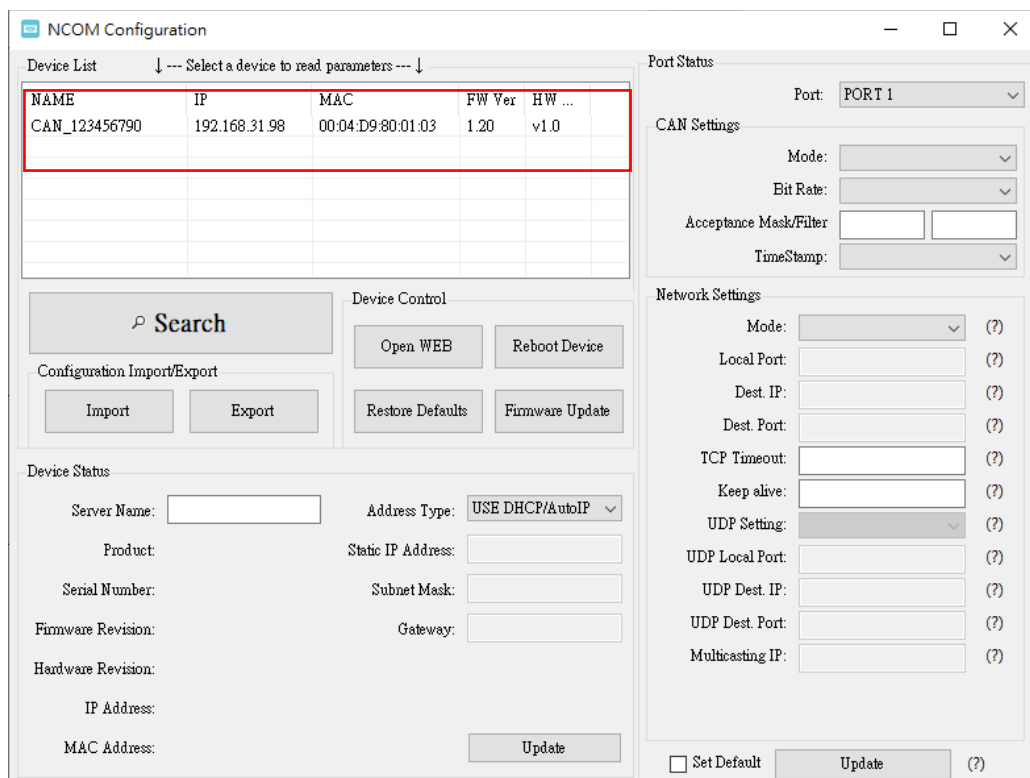 NCOM Configuration
Device List
↓ --- Select a device to read parameters --- ↓
NAME IP MAC FW Ver HW ...
CAN_123456790 192.168.31.98 00:04:D9:80:01:03 1.20 v1.0
Search
Configuration Import/Export
Import Export
Device Control
Open WEB Reboot Device
Restore Defaults Firmware Update
Device Status
Server Name:
Product:
Serial Number:
Firmware Revision:
Hardware Revision:
IP Address:
MAC Address:
Address Type: USE DHCP/AutoIP
Static IP Address:
Subnet Mask:
Gateway:
Update
Port Status
Port: PORT 1
CAN Settings
Mode:
Bit Rate:
Acceptance Mask/Filter
TimeStamp:
Network Settings
Mode: (?)
Local Port: (?)
Dest. IP: (?)
Dest. Port: (?)
TCP Timeout: (?)
Keep alive: (?)
UDP Setting: (?)
UDP Local Port: (?)
UDP Dest. IP: (?)
UDP Dest. Port: (?)
Multicasting IP: (?)
Set Default Update (?)